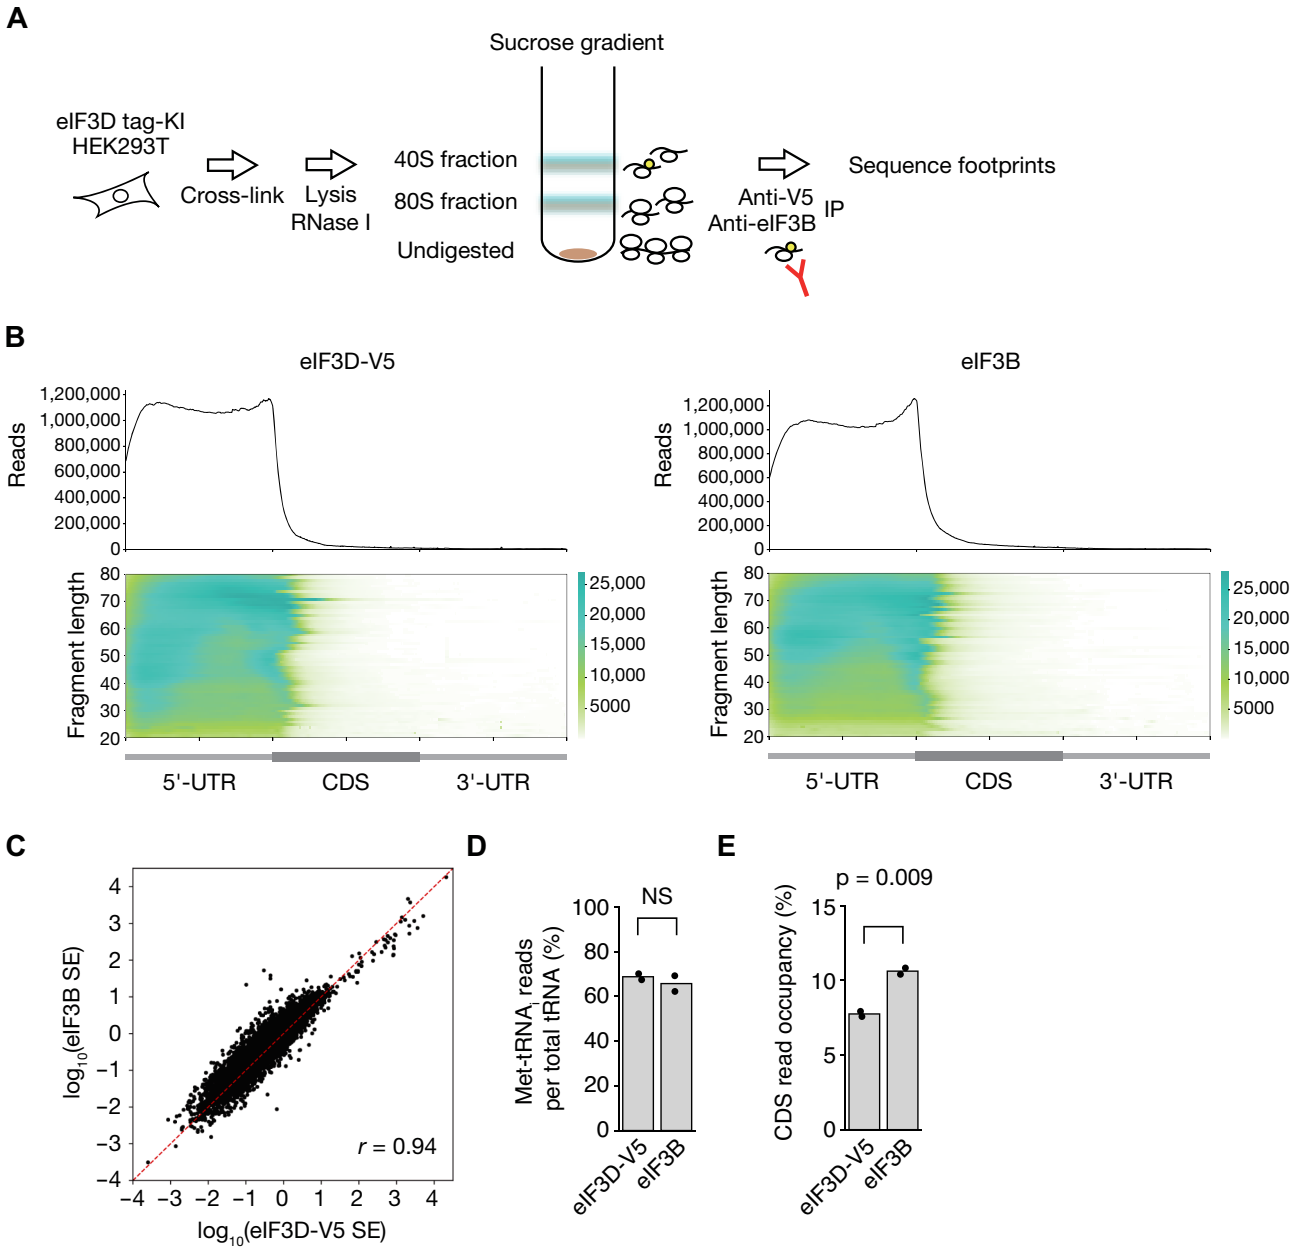 A
Sucrose gradient
eIF3D tag-KI
HEK293T
Cross-link
Lysis
RNase I
40S fraction
80S fraction
Undigested
Anti-V5
Anti-eIF3B
IP
Sequence footprints
B
eIF3D-V5
Reads
1,200,000
1,000,000
800,000
600,000
400,000
200,000
0
Fragment length
80
70
60
50
40
30
20
25,000
20,000
15,000
10,000
5000
5'-UTR
CDS
3'-UTR
eIF3B
Reads
1,200,000
1,000,000
800,000
600,000
400,000
200,000
0
Fragment length
80
70
60
50
40
30
20
25,000
20,000
15,000
10,000
5000
5'-UTR
CDS
3'-UTR
C
log10(eIF3B SE)
4
3
2
1
0
−1
−2
−3
−4
r = 0.94
−4 −3 −2 −1 0 1 2 3 4
log10(eIF3D-V5 SE)
D
NS
Met-tRNAi reads
per total tRNA (%)
100
80
60
40
20
0
eIF3D-V5
eIF3B
E
p = 0.009
CDS read occupancy (%)
15
10
5
0
eIF3D-V5
eIF3B